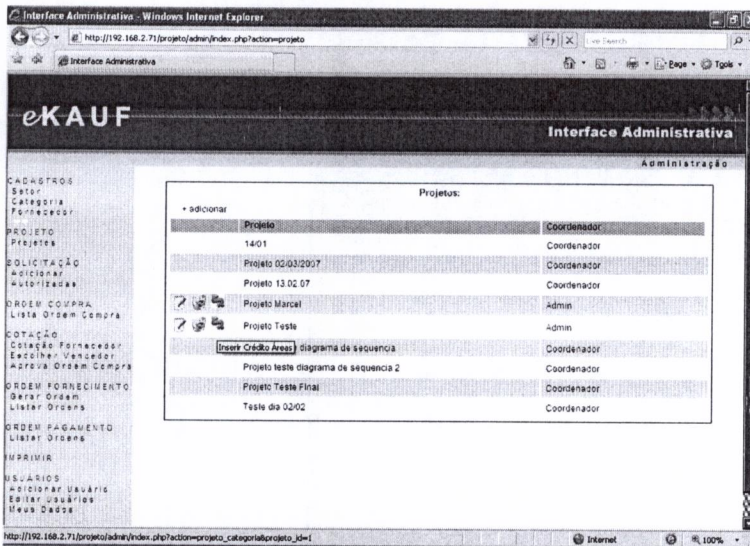 Interface Administrativa - Windows Internet Explorer
http://192.168.2.71/projeto/admin/index.php?action=projeto
Live Search
Interface Administrativa
Page
Tools
eKAUF
Interface Administrativa
Administração
CADASTROS
Setor
Categoria
Fornecedor
PROJETO
Projetos
SOLICITAÇÃO
Adicionar
Autorizadas
ORDEM COMPRA
Lista Ordem Compra
COTAÇÃO
Cotação Fornecedor
Escolher Vencedor
Aprova Ordem Compra
ORDEM FORNECIMENTO
Gerar Ordem
Listar Ordens
ORDEM PAGAMENTO
Listar Ordens
IMPRIMIR
USUÁRIOS
Adicionar Usuário
Editar Usuários
Meus Dados
Projetos:
+ adicionar
Projeto Coordenador
14/01 Coordenador
Projeto 02/03/2007 Coordenador
Projeto 13.02.07 Coordenador
Projeto Marcel Admin
Projeto Teste Admin
Inserir Crédito Áreas diagrama de sequencia Coordenador
Projeto teste diagrama de sequencia 2 Coordenador
Projeto Teste Final Coordenador
Teste dia 02/02 Coordenador
http://192.168.2.71/projeto/admin/index.php?action=projeto_categoria&projeto_id=1
Internet
100%